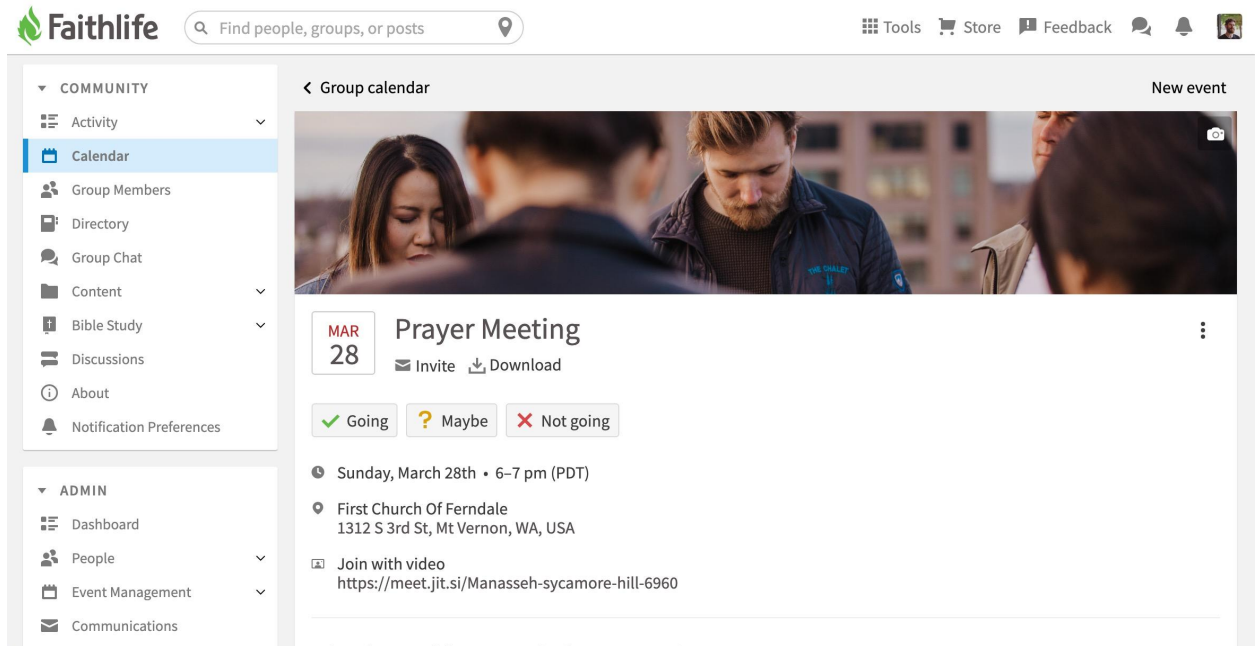 Faithlife
Find people, groups, or posts
Tools
Store
Feedback
COMMUNITY
Activity
Calendar
Group Members
Directory
Group Chat
Content
Bible Study
Discussions
About
Notification Preferences
ADMIN
Dashboard
People
Event Management
Communications
Group calendar
New event
THE CHALET
MAR
28
Prayer Meeting
Invite
Download
Going
? Maybe
Not going
Sunday, March 28th • 6–7 pm (PDT)
First Church Of Ferndale
1312 S 3rd St, Mt Vernon, WA, USA
Join with video
https://meet.jit.si/Manasseh-sycamore-hill-6960